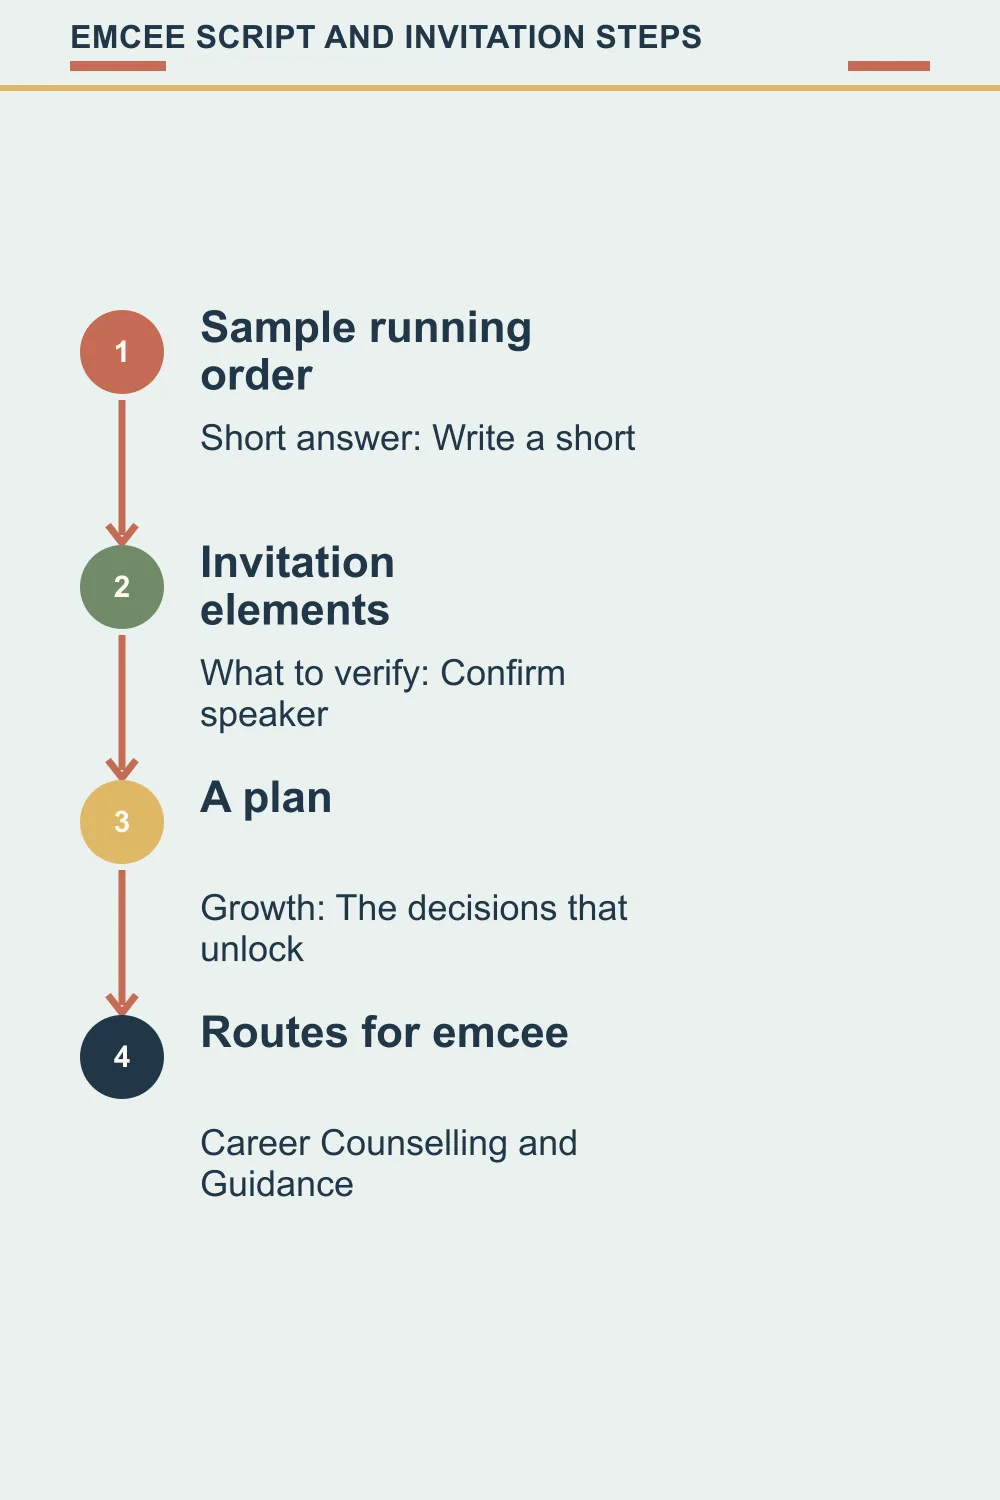 EMCEE SCRIPT AND INVITATION STEPS
1
Sample running
order
Short answer: Write a short
2
Invitation
elements
What to verify: Confirm
speaker
3
A plan
Growth: The decisions that
unlock
4
Routes for emcee
Career Counselling and
Guidance